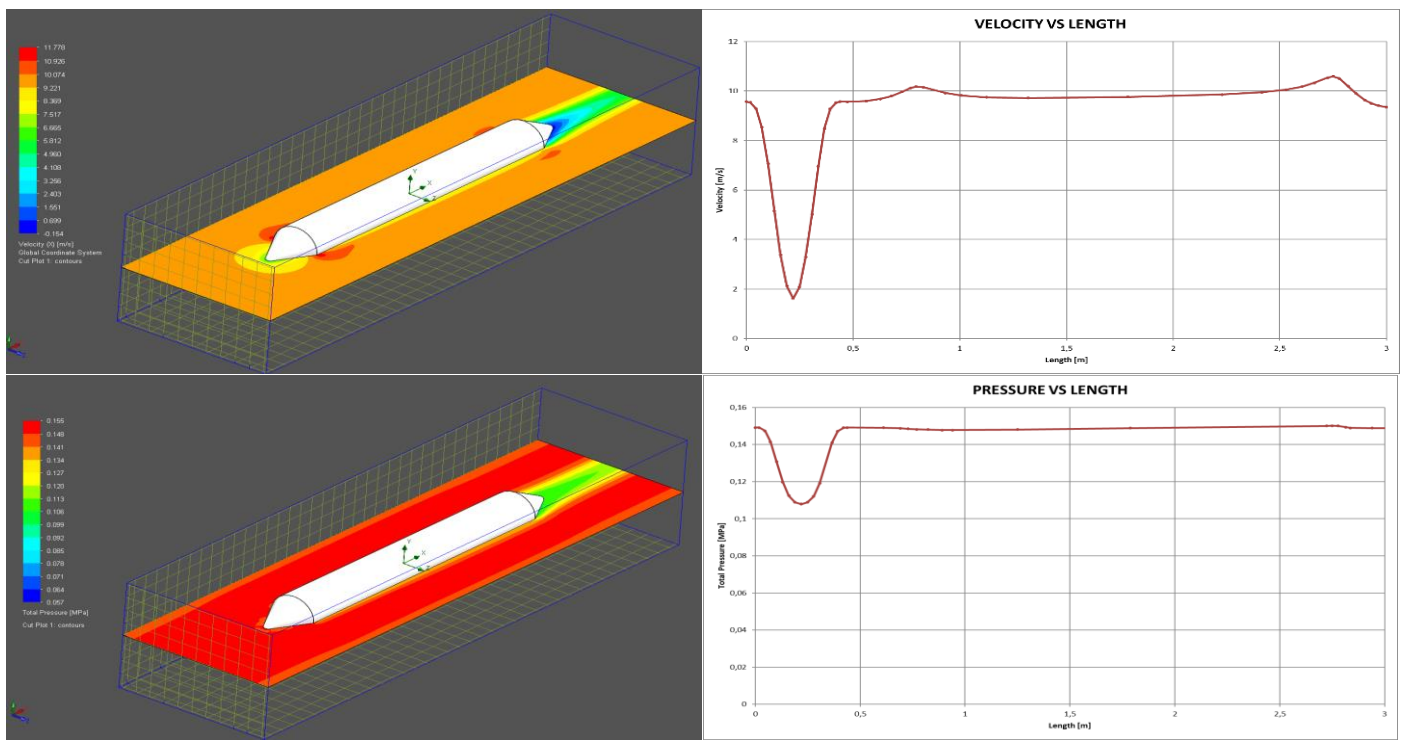 11.778
10.926
10.074
9.221
8.369
7.517
6.665
5.812
4.960
4.108
3.256
2.403
1.551
0.699
-0.154
Velocity (X) [m/s]
Global Coordinate System
Cut Plot 1: contours
Y
X
Z
VELOCITY VS LENGTH
Velocity [m/s]
12
10
8
6
4
2
0
0 0,5 1 1,5 2 2,5 3
Length [m]
0.155
0.148
0.141
0.134
0.127
0.120
0.113
0.106
0.099
0.092
0.085
0.078
0.071
0.064
0.057
Total Pressure [MPa]
Cut Plot 1: contours
Y
X
Z
PRESSURE VS LENGTH
Total Pressure [MPa]
0,16
0,14
0,12
0,1
0,08
0,06
0,04
0,02
0
0 0,5 1 1,5 2 2,5 3
Length [m]